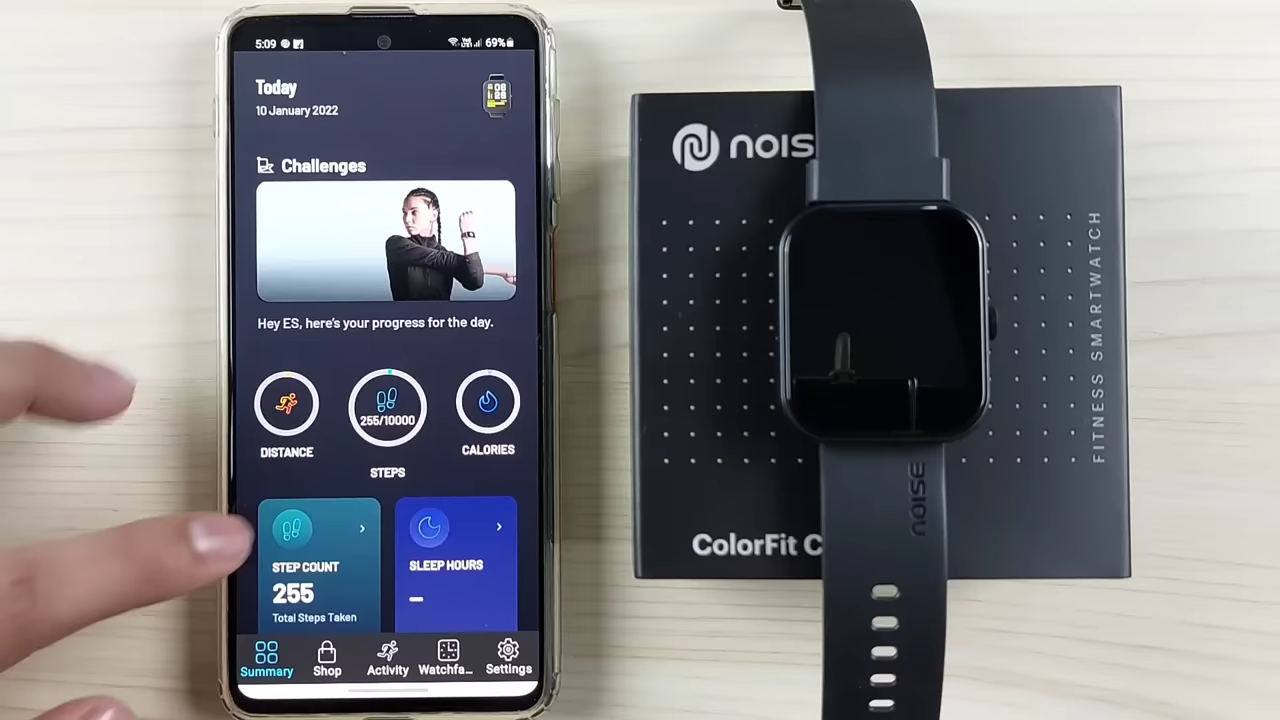 5:09
69%
Today
10 January 2022
Challenges
Hey ES, here's your progress for the day.
255/10000
DISTANCE
STEPS
CALORIES
STEP COUNT
255
Total Steps Taken
SLEEP HOURS
Summary
Shop
Activity
Watchfa...
Settings
NOISE
FITNESS SMARTWATCH
NOISE
ColorFit C